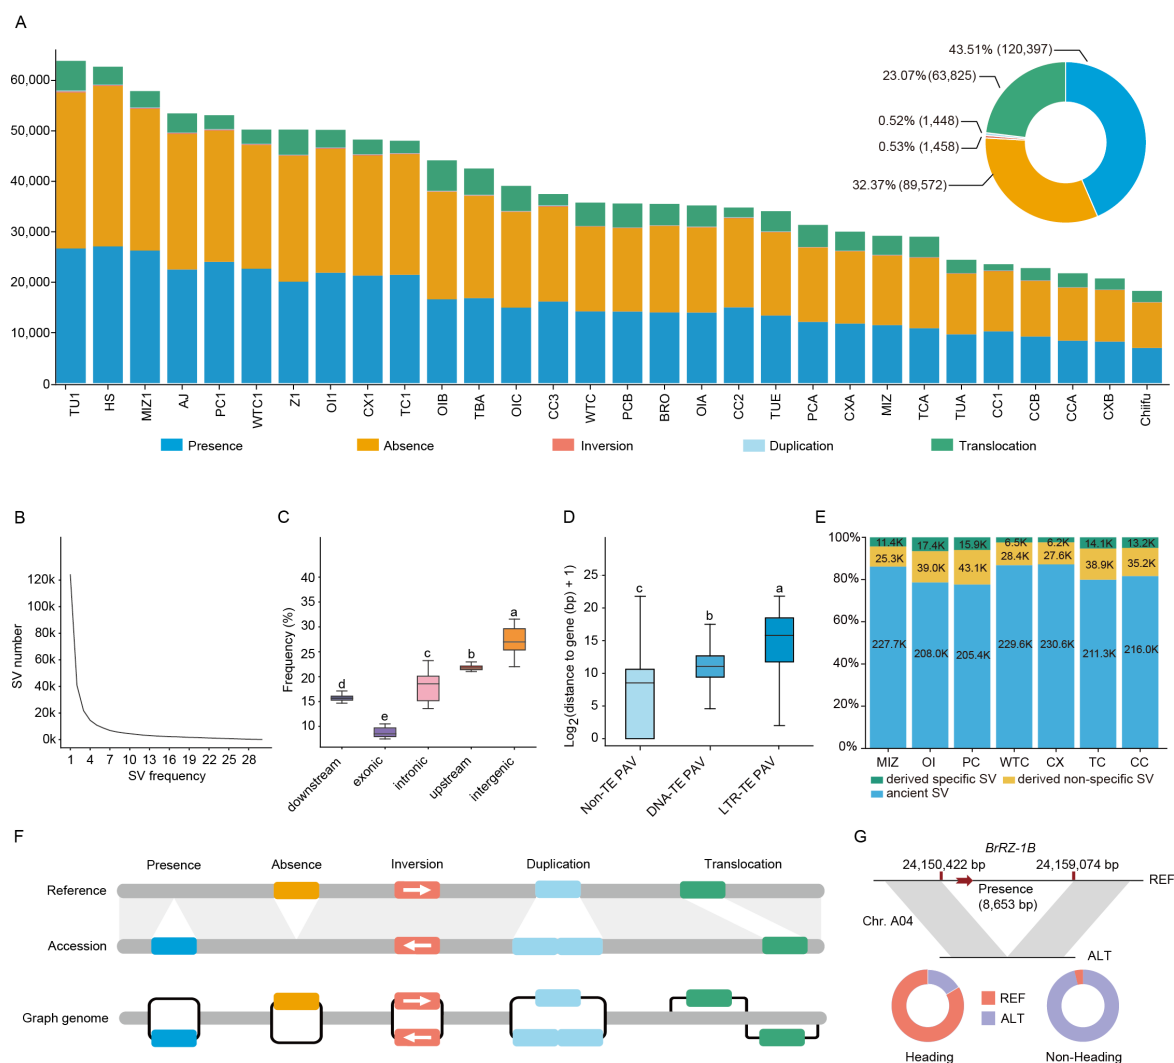 A
60,000
50,000
40,000
30,000
20,000
10,000
0
TU1
HS
MIZ1
AJ
PC1
WTC1
Z1
OI1
CX1
TC1
OIB
TBA
OIC
CC3
WTC
PCB
BRO
OIA
CC2
TUE
PCA
CXA
MIZ
TCA
TUA
CC1
CCB
CCA
CXB
Chiifu
43.51% (120,397)
23.07% (63,825)
0.52% (1,448)
0.53% (1,458)
32.37% (89,572)
Presence
Absence
Inversion
Duplication
Translocation
B
SV number
120k
100k
80k
60k
40k
20k
0k
1 4 7 10 13 16 19 22 25 28
SV frequency
C
Frequency (%)
40
35
30
25
20
15
10
d
e
c
b
a
downstream
exonic
intronic
upstream
intergenic
D
Log2(distance to gene (bp) + 1)
25
20
15
10
5
0
c
b
a
Non-TE PAV
DNA-TE PAV
LTR-TE PAV
E
100%
80%
60%
40%
20%
0%
11.4K 17.4K 15.9K 6.5K 6.2K 14.1K 13.2K
25.3K 39.0K 43.1K 28.4K 27.6K 38.9K 35.2K
227.7K 208.0K 205.4K 229.6K 230.6K 211.3K 216.0K
MIZ OI PC WTC CX TC CC
derived specific SV
derived non-specific SV
ancient SV
F
Presence
Absence
Inversion
Duplication
Translocation
Reference
Accession
Graph genome
G
BrRZ-1B
24,150,422 bp
24,159,074 bp
REF
Presence
(8,653 bp)
Chr. A04
ALT
REF
ALT
Heading
Non-Heading